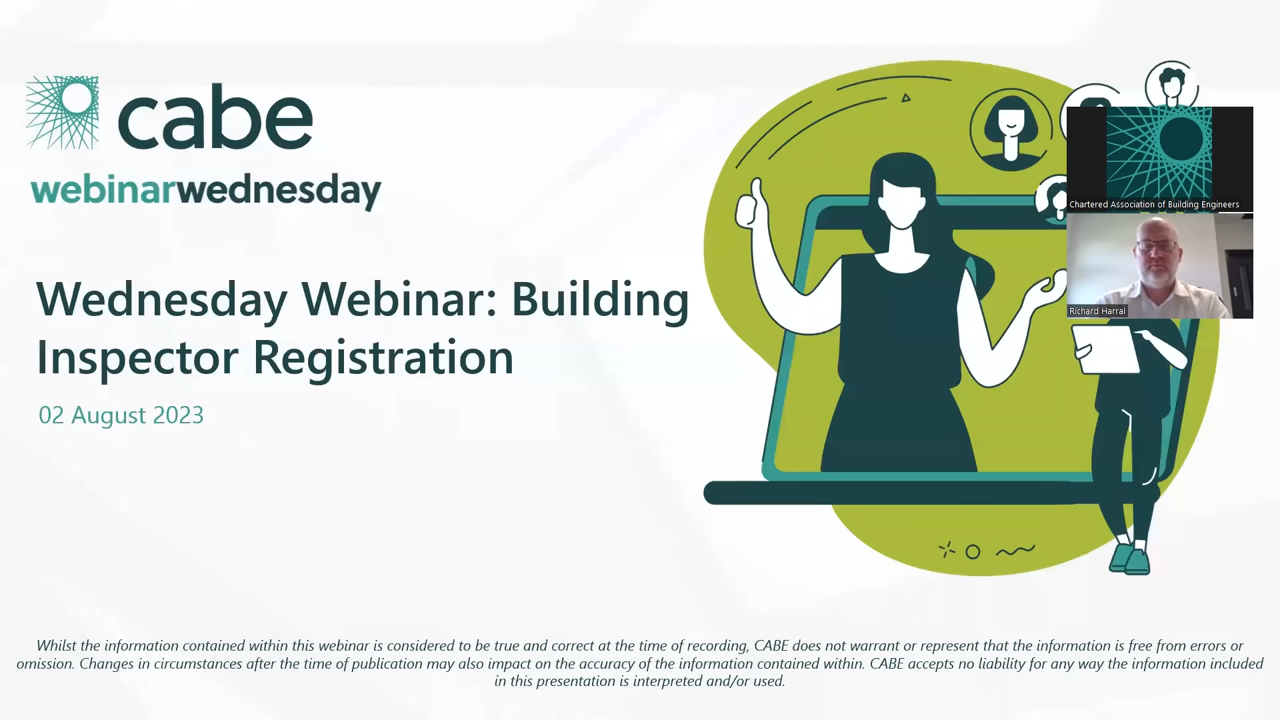 cabe
webinarwednesday
Wednesday Webinar: Building
Inspector Registration
02 August 2023
Chartered Association of Building Engineers
Richard Harral
Whilst the information contained within this webinar is considered to be true and correct at the time of recording, CABE does not warrant or represent that the information is free from errors or
omission. Changes in circumstances after the time of publication may also impact on the accuracy of the information contained within. CABE accepts no liability for any way the information included
in this presentation is interpreted and/or used.